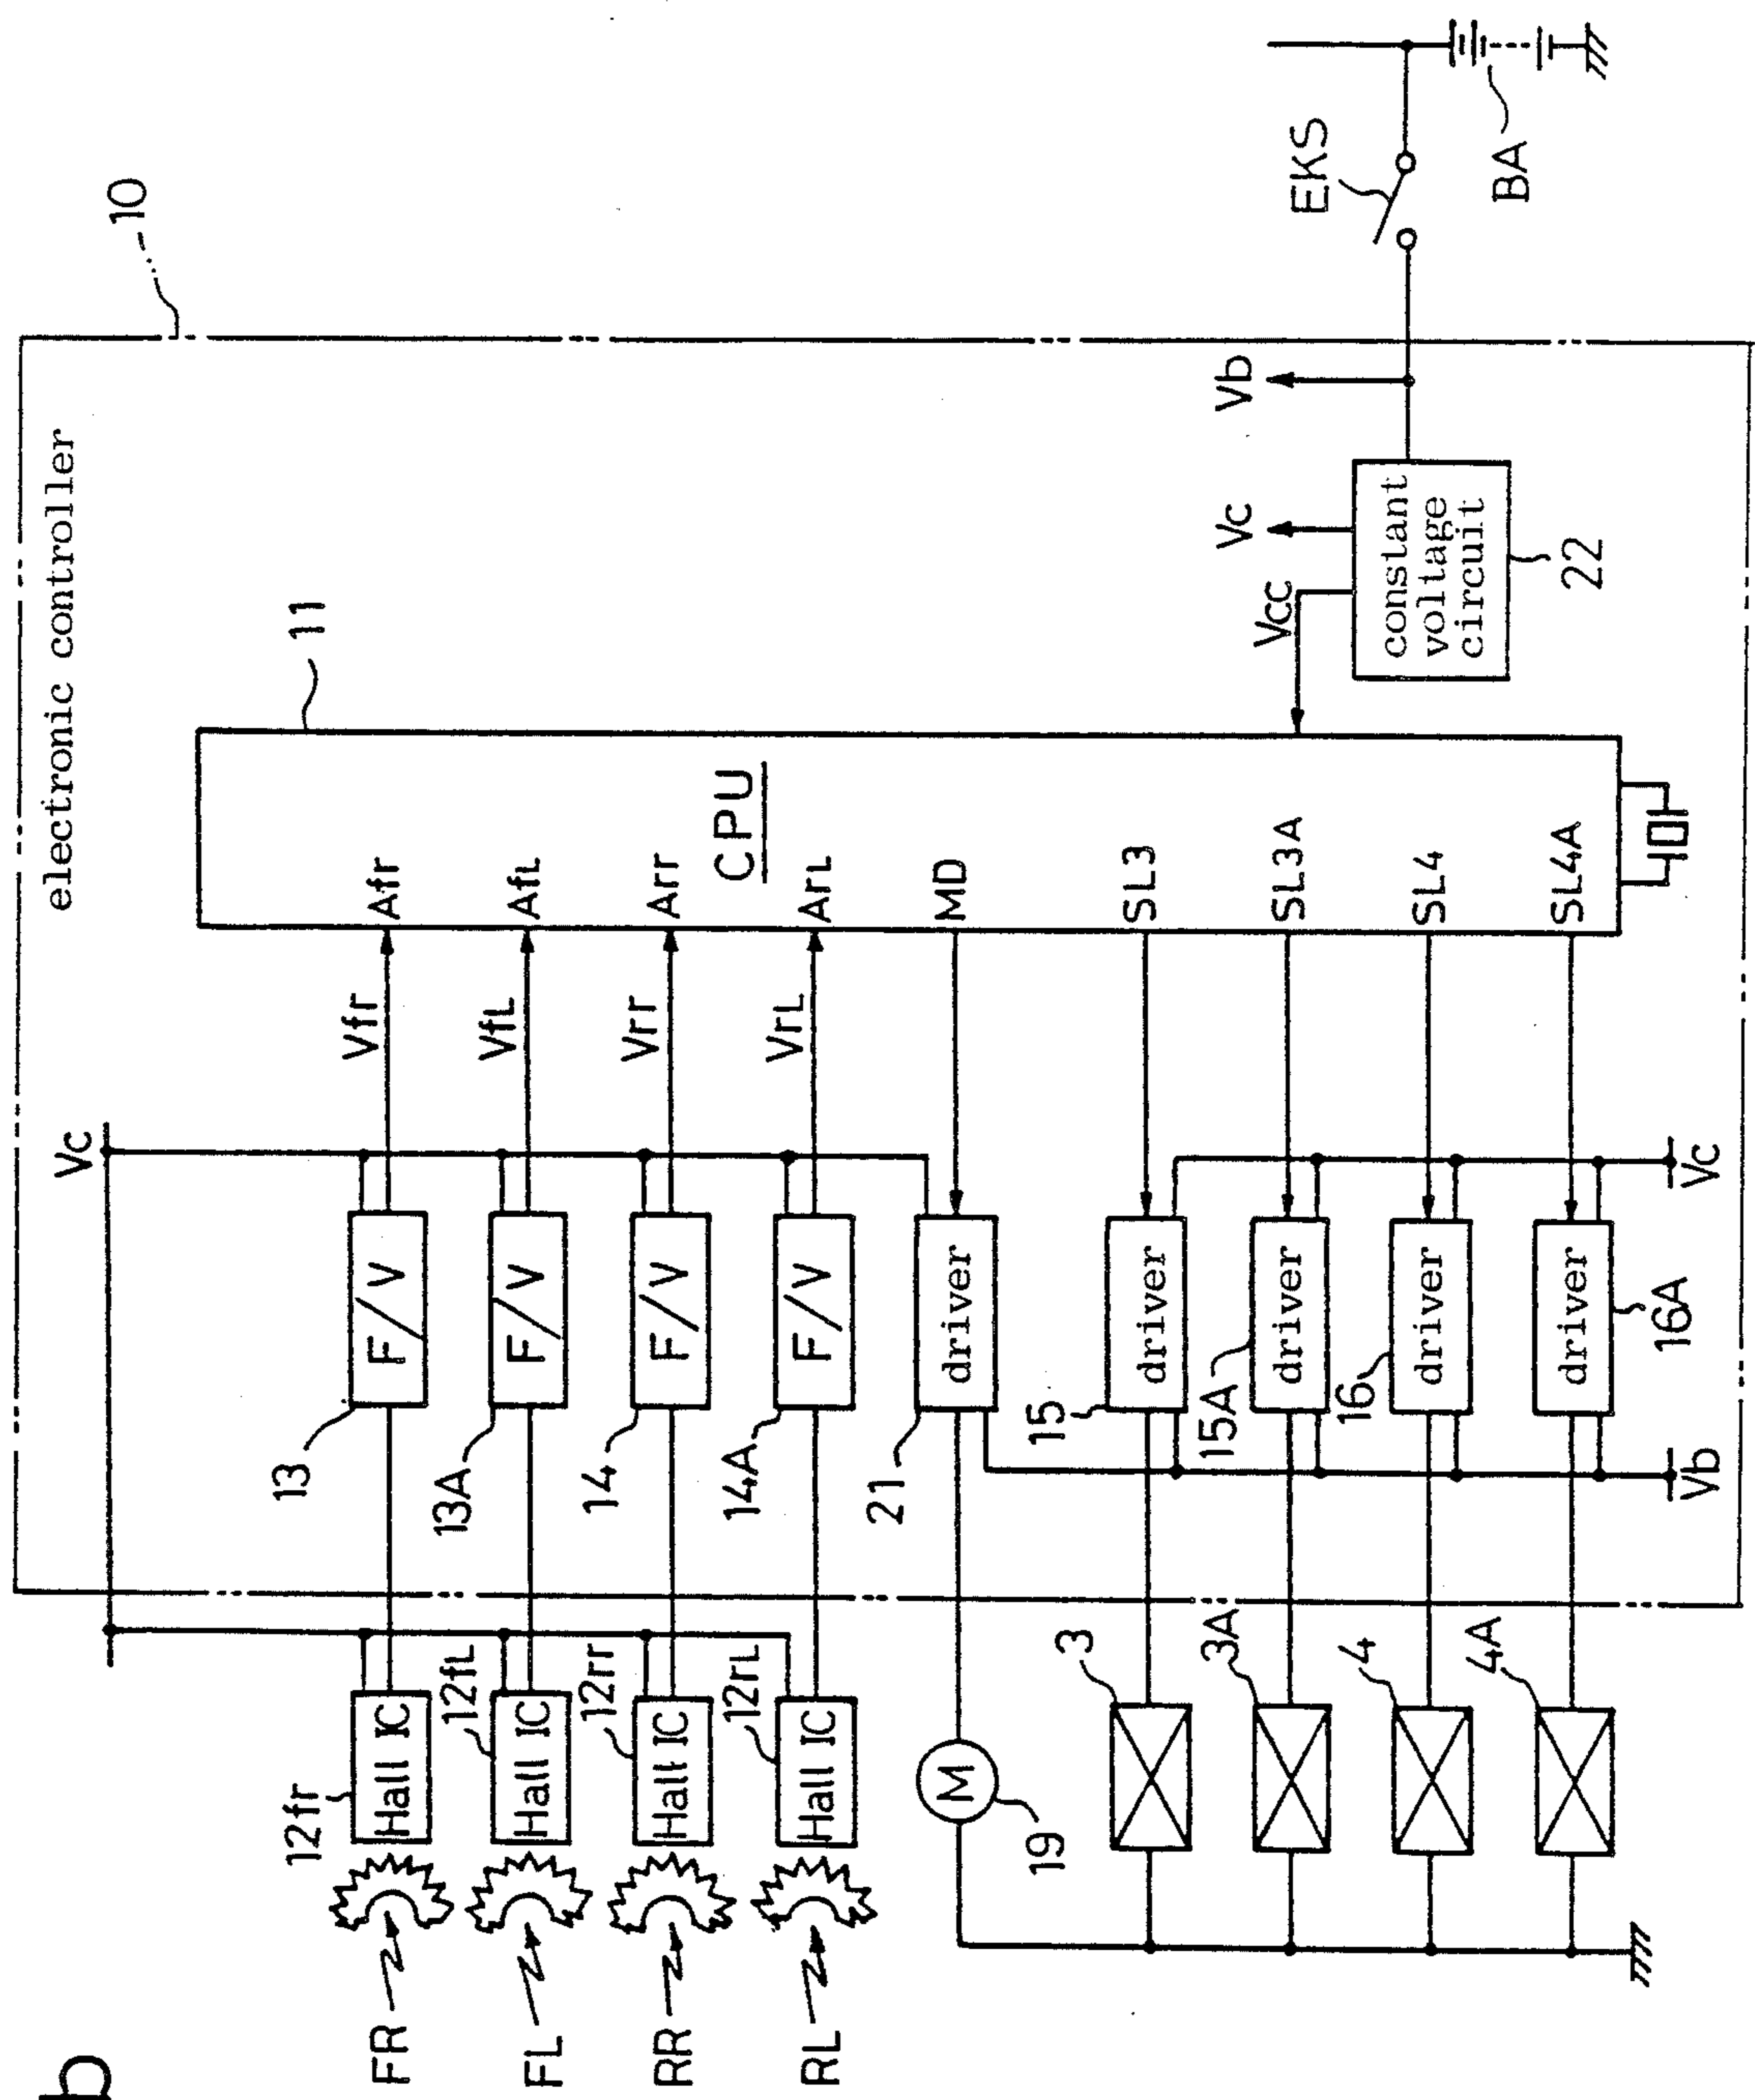 b
electronic controller
10
Vc
FR
12fr
Hall IC
13
F/V
Vfr
Afr
FL
12fL
Hall IC
13A
F/V
VfL
AfL
RR
12rr
Hall IC
14
F/V
Vrr
Arr
RL
12rL
Hall IC
14A
F/V
VrL
ArL
CPU
11
19
M
21
driver
MD
3
15
driver
SL3
3A
15A
driver
SL3A
4
16
driver
SL4
4A
driver
16A
SL4A
Vb
Vc
Vcc
Vc
Vb
constant
voltage
circuit
22
EKS
BA